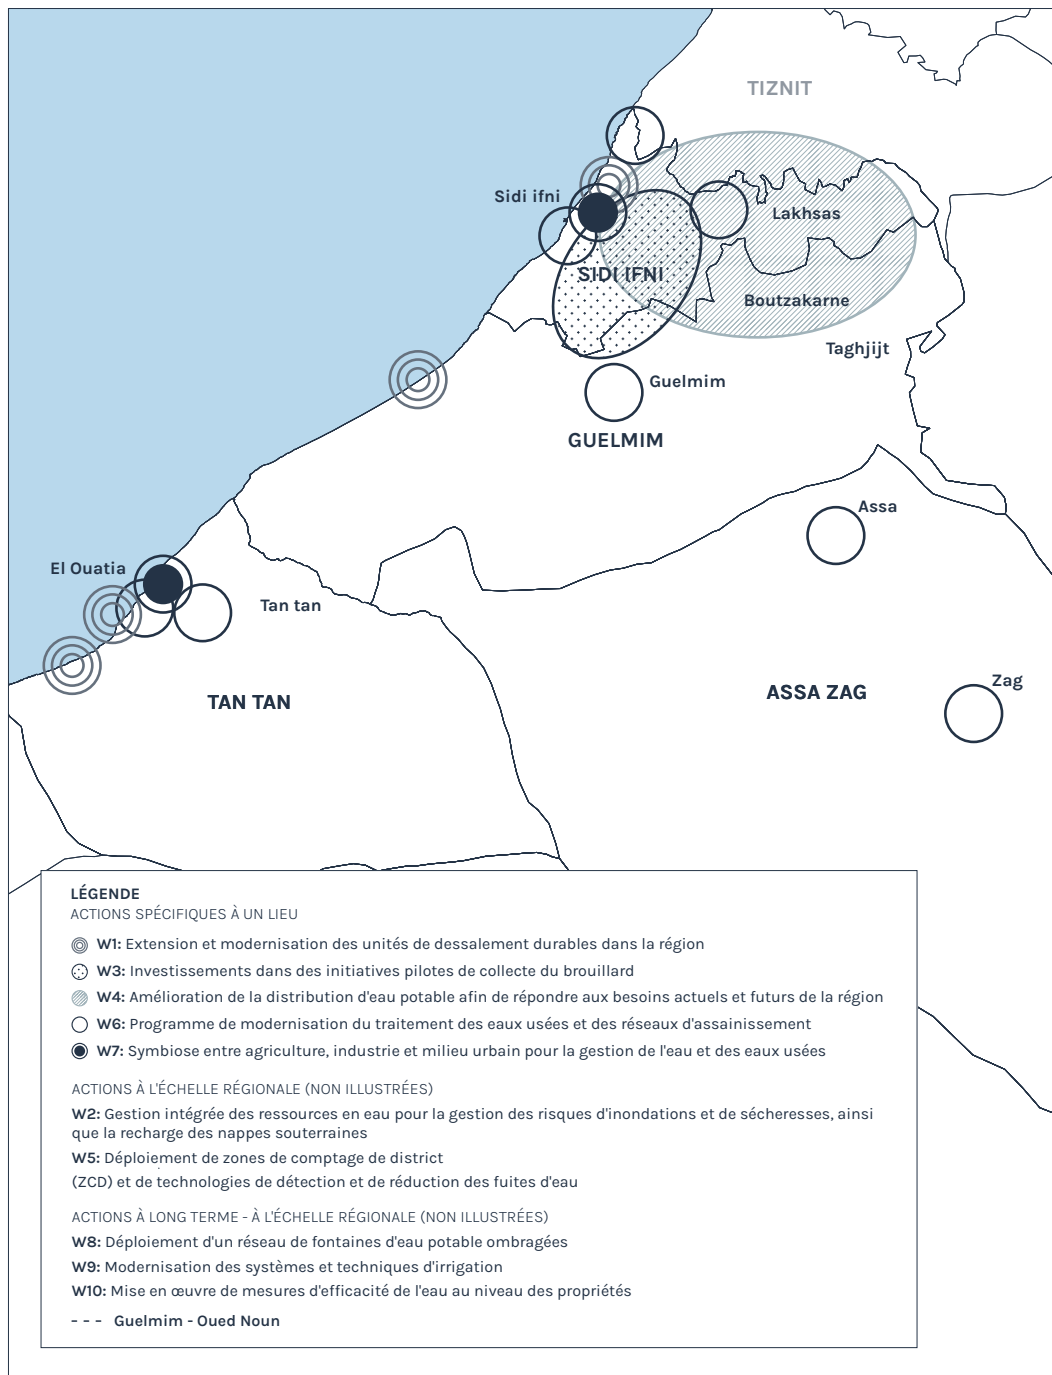 TIZNIT
Sidi ifni
Lakhsas
SIDI IFNI
Boutzakarne
Taghjijt
Guelmim
GUELMIM
Assa
El Ouatia
Tan tan
Zag
TAN TAN
ASSA ZAG
LÉGENDE
ACTIONS SPÉCIFIQUES À UN LIEU
W1: Extension et modernisation des unités de dessalement durables dans la région
W3: Investissements dans des initiatives pilotes de collecte du brouillard
W4: Amélioration de la distribution d'eau potable afin de répondre aux besoins actuels et futurs de la région
W6: Programme de modernisation du traitement des eaux usées et des réseaux d'assainissement
W7: Symbiose entre agriculture, industrie et milieu urbain pour la gestion de l'eau et des eaux usées
ACTIONS À L'ÉCHELLE RÉGIONALE (NON ILLUSTRÉES)
W2: Gestion intégrée des ressources en eau pour la gestion des risques d'inondations et de sécheresses, ainsi
que la recharge des nappes souterraines
W5: Déploiement de zones de comptage de district
(ZCD) et de technologies de détection et de réduction des fuites d'eau
ACTIONS À LONG TERME - À L'ÉCHELLE RÉGIONALE (NON ILLUSTRÉES)
W8: Déploiement d'un réseau de fontaines d'eau potable ombragées
W9: Modernisation des systèmes et techniques d'irrigation
W10: Mise en œuvre de mesures d'efficacité de l'eau au niveau des propriétés
Guelmim - Oued Noun